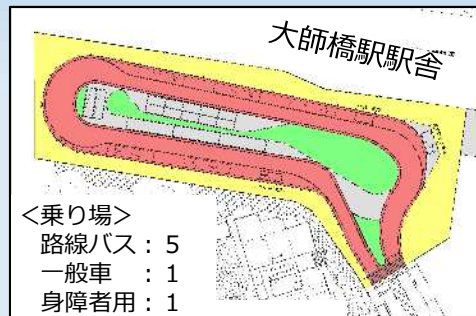 大師橋駅駅舎
＜乗り場＞
路線バス：5
一般車　：1
身障者用：1